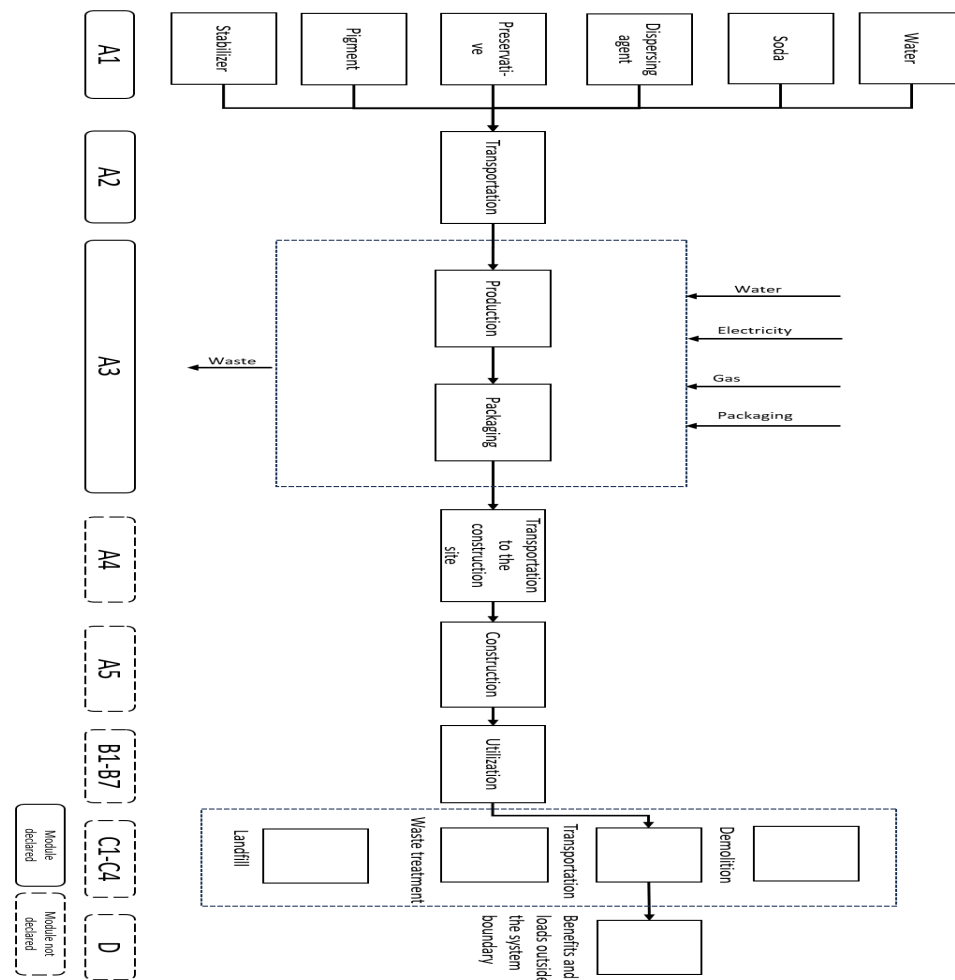 A1
Stabilizer
Pigment
Preservati-
ve
Dispersing
agent
Soda
Water
A2
Transportation
A3
Production
Packaging
Water
Electricity
Gas
Packaging
Waste
A4
Transportation
to the
construction
site
A5
Construction
B1-B7
Utilization
C1-C4
Landfill
Waste treatment
Transportation
Demolition
D
Benefits and
loads outside
the system
boundary
Module
declared
Module not
declared